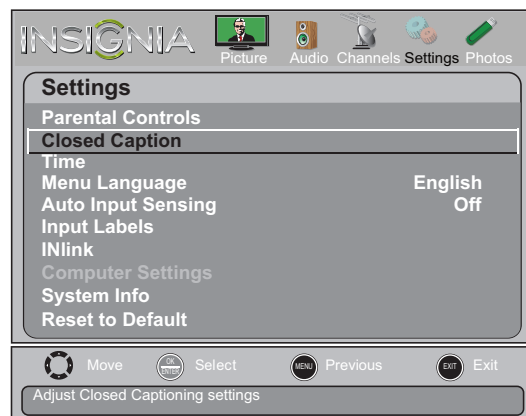 INSIGNIA
Picture Audio Channels Settings Photos
Settings
Parental Controls
Closed Caption
Time
Menu Language English
Auto Input Sensing Off
Input Labels
INlink
Computer Settings
System Info
Reset to Default
Move OK ENTER Select MENU Previous EXIT Exit
Adjust Closed Captioning settings